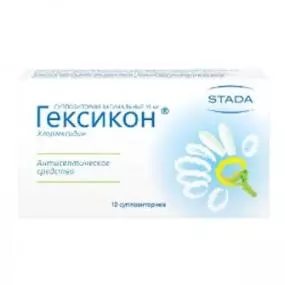 СУППОЗИТОРИИ ВАГИНАЛЬНЫЕ 16 МГ
STADA
Гексикон®
Хлоргексидин
Антисептическое
средство
10 суппозиториев